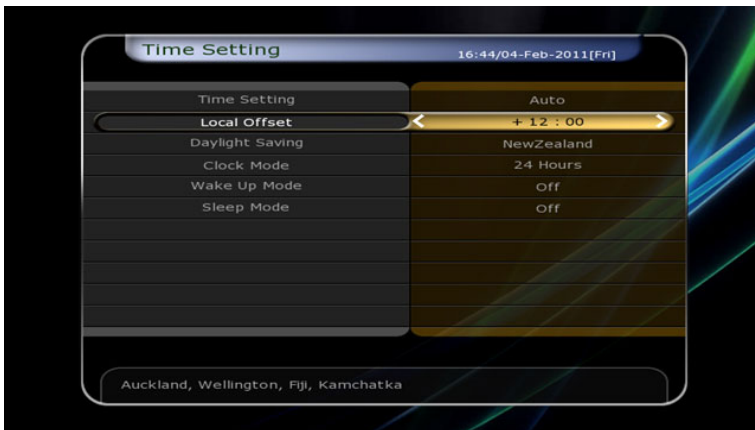 Time Setting 16:44/04-Feb-2011[Fri]
Time Setting Auto
Local Offset + 12 : 00
Daylight Saving NewZealand
Clock Mode 24 Hours
Wake Up Mode Off
Sleep Mode Off
Auckland, Wellington, Fiji, Kamchatka